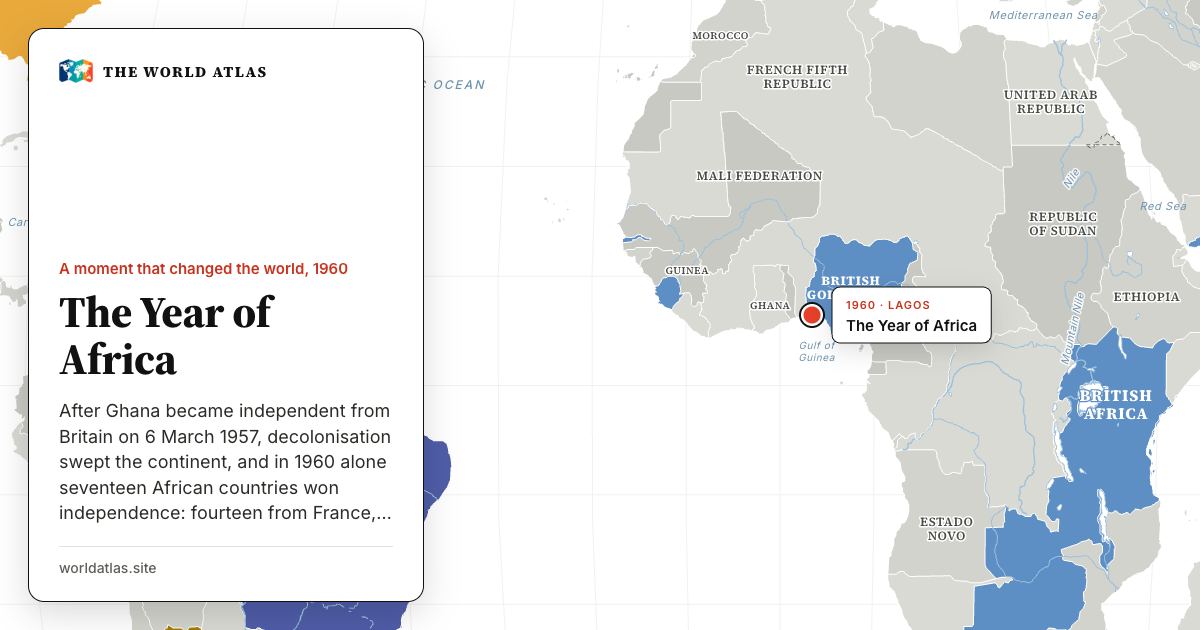 THE WORLD ATLAS
A moment that changed the world, 1960
The Year of
Africa
After Ghana became independent from
Britain on 6 March 1957, decolonisation
swept the continent, and in 1960 alone
seventeen African countries won
independence: fourteen from France,...
worldatlas.site
OCEAN
Car
Mediterranean Sea
MOROCCO
FRENCH FIFTH
REPUBLIC
UNITED ARAB
REPUBLIC
MALI FEDERATION
Nile
Red Sea
REPUBLIC
OF SUDAN
GUINEA
BRITISH
GHANA
1960 · LAGOS
The Year of Africa
ETHIOPIA
Gulf of
Guinea
Mountain Nile
BRITISH
AFRICA
ESTADO
NOVO